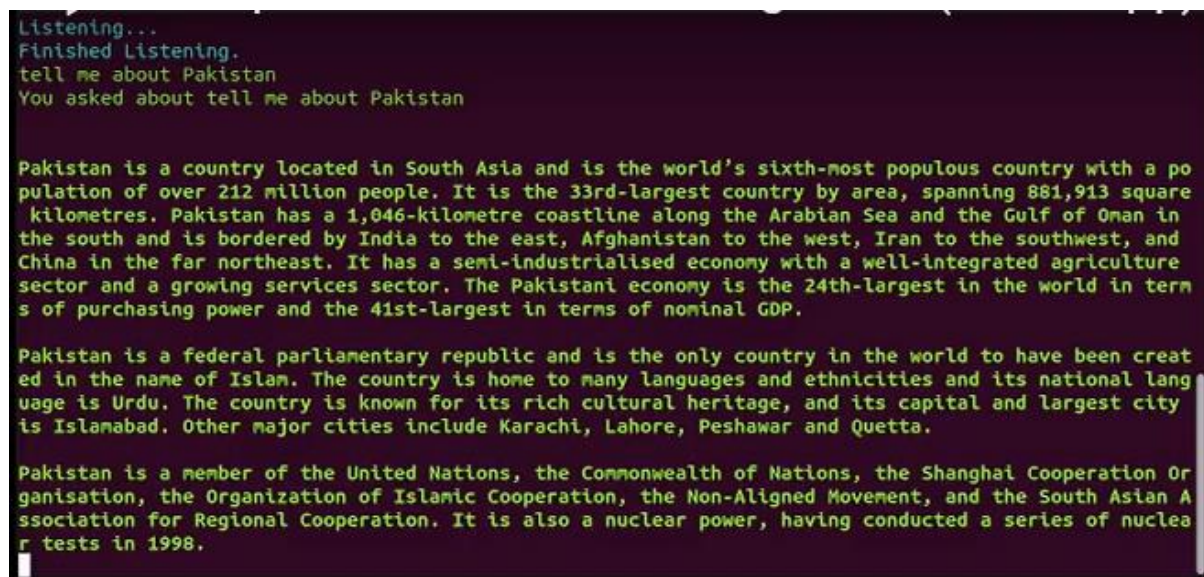 Listening...
Finished Listening.
tell me about Pakistan
You asked about tell me about Pakistan
Pakistan is a country located in South Asia and is the world’s sixth-most populous country with a po
pulation of over 212 million people. It is the 33rd-largest country by area, spanning 881,913 square
kilometres. Pakistan has a 1,046-kilometre coastline along the Arabian Sea and the Gulf of Oman in
the south and is bordered by India to the east, Afghanistan to the west, Iran to the southwest, and
China in the far northeast. It has a semi-industrialised economy with a well-integrated agriculture
sector and a growing services sector. The Pakistani economy is the 24th-largest in the world in term
s of purchasing power and the 41st-largest in terms of nominal GDP.
Pakistan is a federal parliamentary republic and is the only country in the world to have been creat
ed in the name of Islam. The country is home to many languages and ethnicities and its national lang
uage is Urdu. The country is known for its rich cultural heritage, and its capital and largest city
is Islamabad. Other major cities include Karachi, Lahore, Peshawar and Quetta.
Pakistan is a member of the United Nations, the Commonwealth of Nations, the Shanghai Cooperation Or
ganisation, the Organization of Islamic Cooperation, the Non-Aligned Movement, and the South Asian A
ssociation for Regional Cooperation. It is also a nuclear power, having conducted a series of nuclea
r tests in 1998.